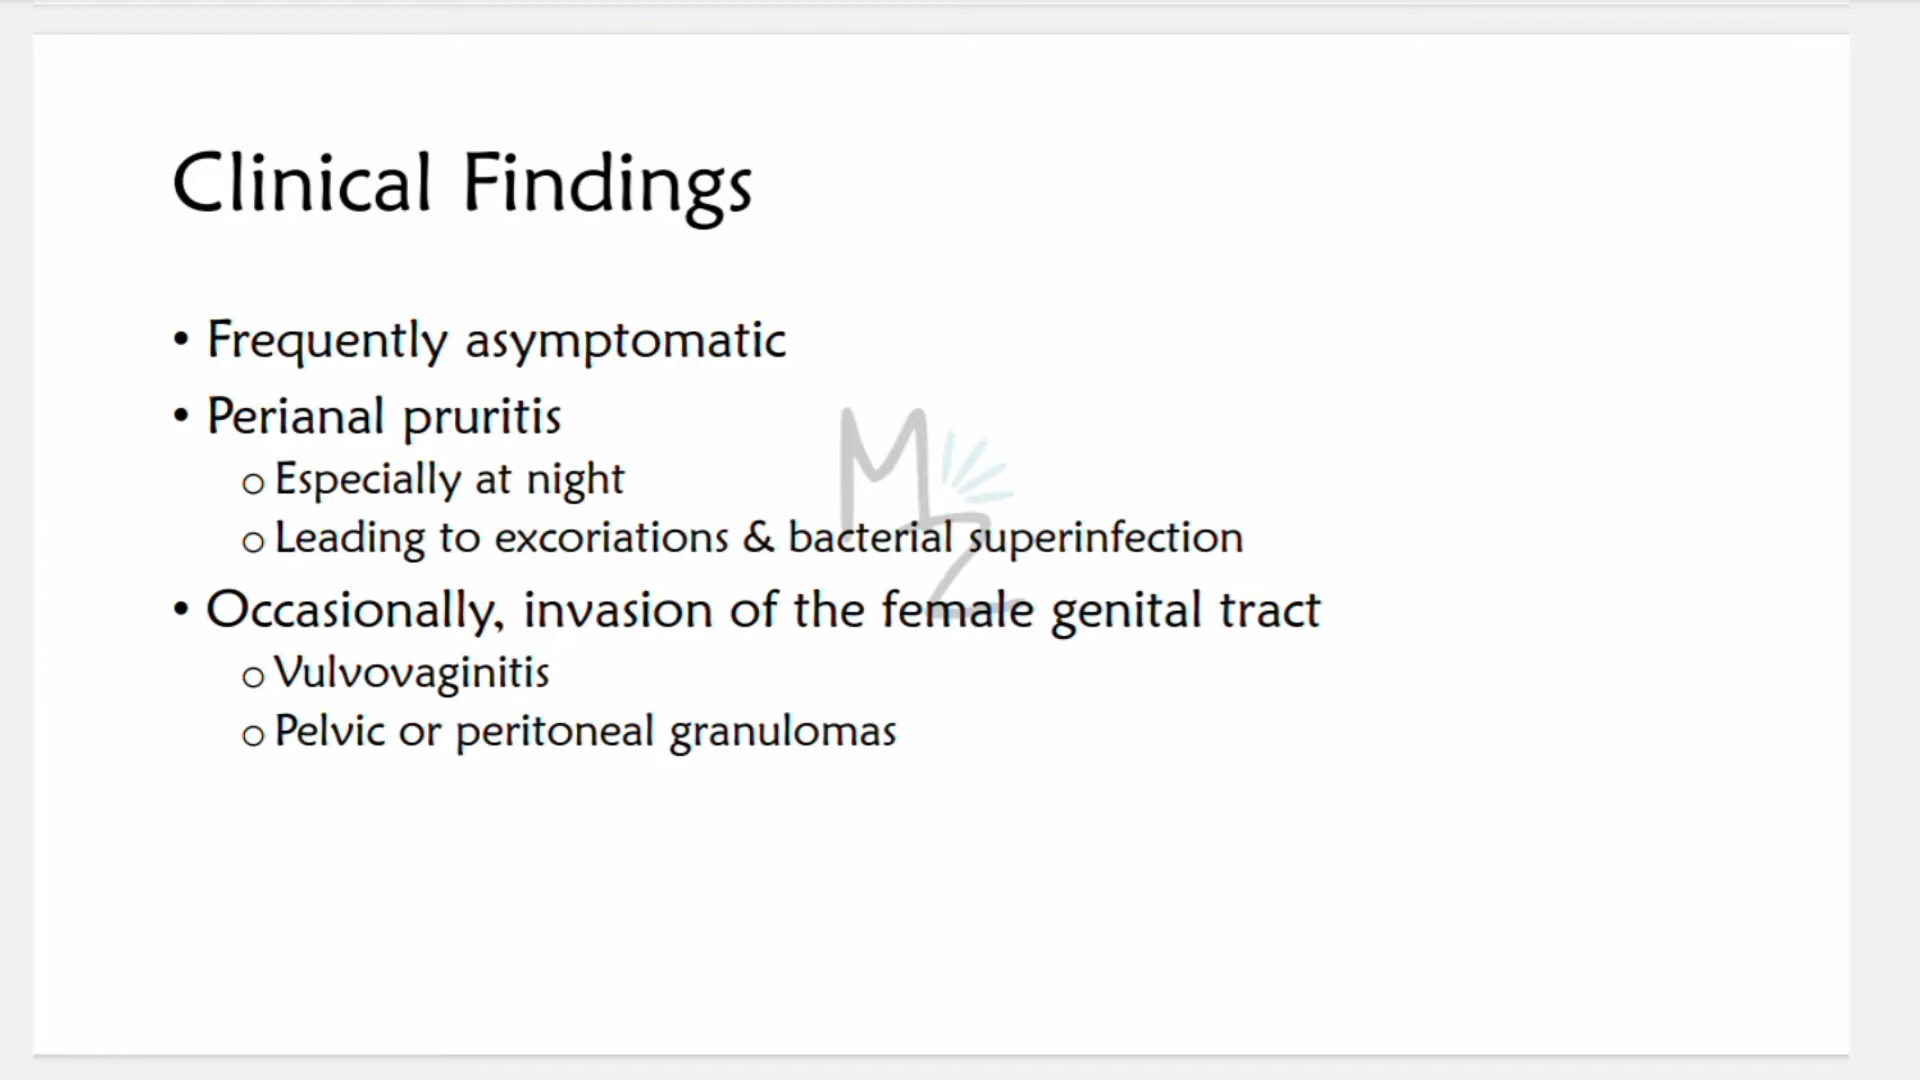 Clinical Findings
• Frequently asymptomatic
• Perianal pruritis
o Especially at night
o Leading to excoriations & bacterial superinfection
• Occasionally, invasion of the female genital tract
o Vulvovaginitis
o Pelvic or peritoneal granulomas
MZ